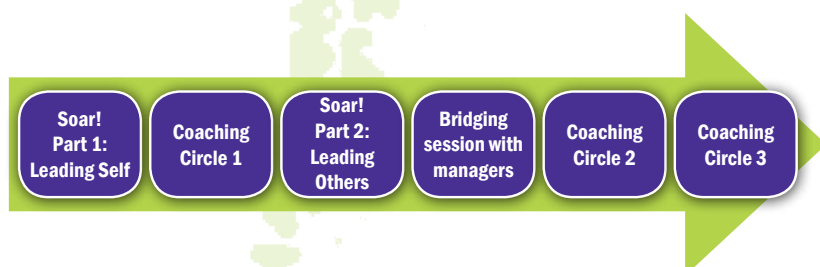 Soar!
Part 1:
Leading Self
Coaching
Circle 1
Soar!
Part 2:
Leading
Others
Bridging
session with
managers
Coaching
Circle 2
Coaching
Circle 3